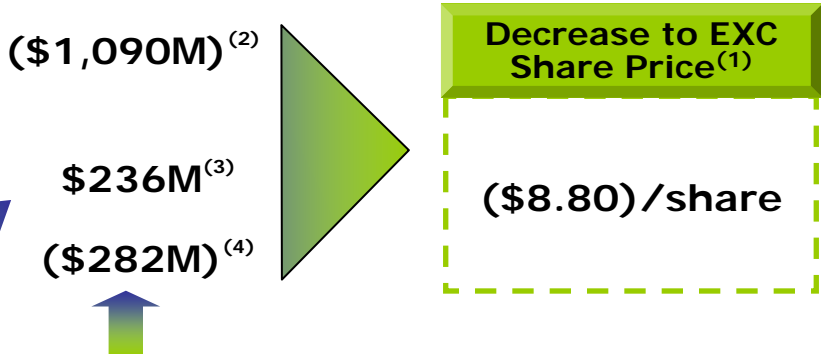 ($1,090M)(2)
Decrease to EXC
Share Price(1)
$236M(3)
($8.80)/share
($282M)(4)